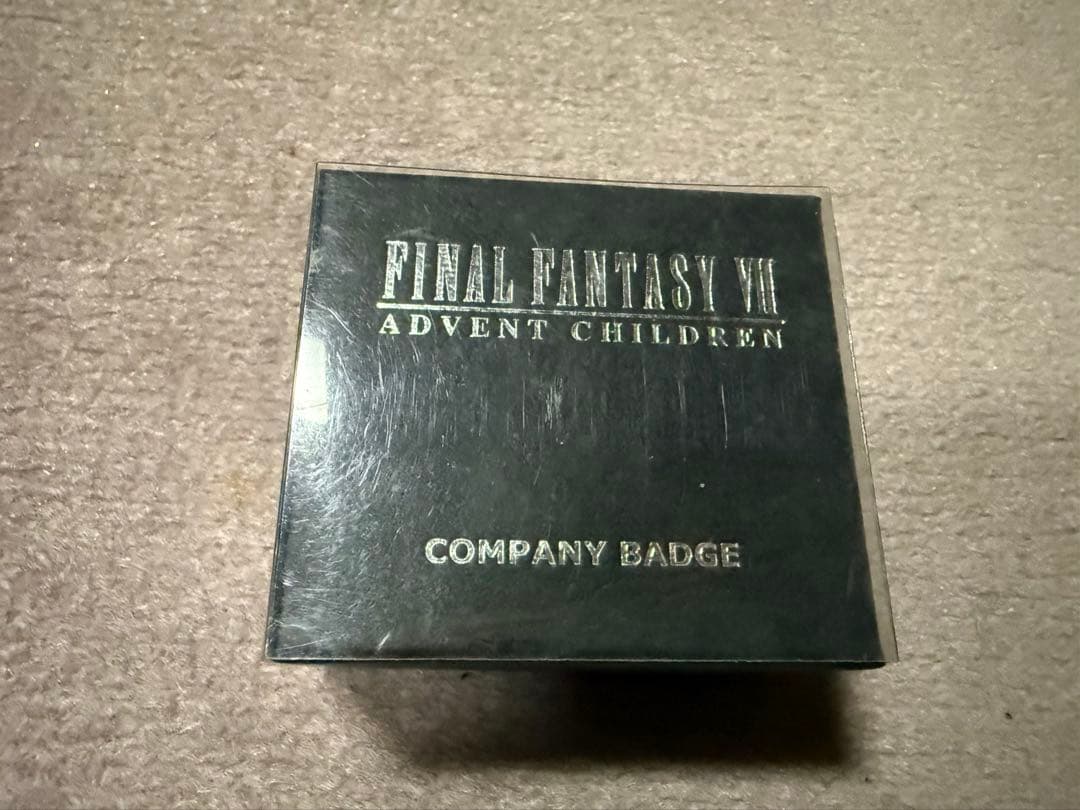 FINAL FANTASY VII
ADVENT CHILDREN
COMPANY BADGE